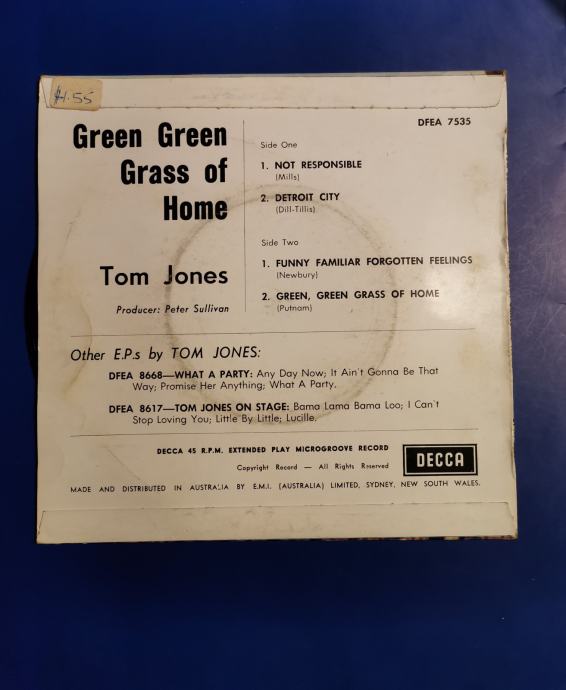 $1.55
DFEA 7535
Green Green
Grass of
Home
Tom Jones
Producer: Peter Sullivan
Side One
1. NOT RESPONSIBLE
(Mills)
2. DETROIT CITY
(Dill-Tillis)
Side Two
1. FUNNY FAMILIAR FORGOTTEN FEELINGS
(Newbury)
2. GREEN, GREEN GRASS OF HOME
(Putnam)
Other E.P.s by TOM JONES:
DFEA 8668—WHAT A PARTY: Any Day Now; It Ain't Gonna Be That
Way; Promise Her Anything; What A Party.
DFEA 8617—TOM JONES ON STAGE: Bama Lama Bama Loo; I Can't
Stop Loving You; Little By Little; Lucille.
DECCA 45 R.P.M. EXTENDED PLAY MICROGROOVE RECORD
Copyright Record — All Rights Reserved
DECCA
MADE AND DISTRIBUTED IN AUSTRALIA BY E.M.I. (AUSTRALIA) LIMITED, SYDNEY, NEW SOUTH WALES.